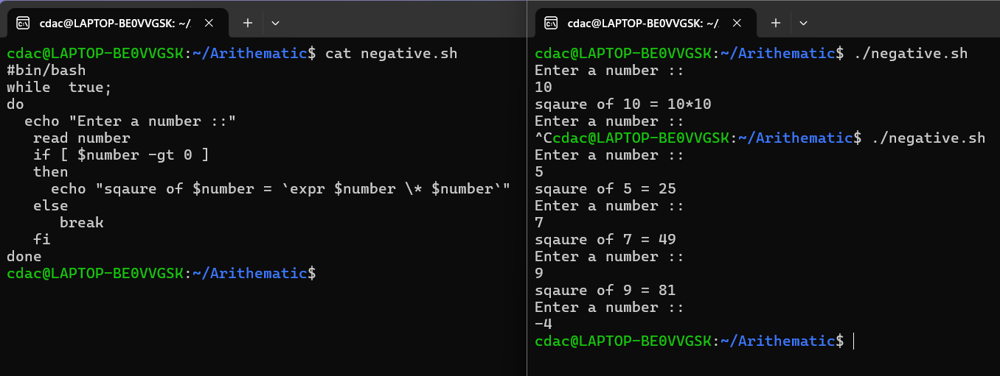 cdac@LAPTOP-BE0VVGSK: ~/.
cdac@LAPTOP-BE0VVGSK:~/Arithematic$ cat negative.sh
#bin/bash
while  true;
do
  echo "Enter a number ::"
   read number
   if [ $number -gt 0 ]
   then
     echo "sqaure of $number = `expr $number \* $number`"
   else
      break
   fi
done
cdac@LAPTOP-BE0VVGSK:~/Arithematic$
cdac@LAPTOP-BE0VVGSK: ~/.
cdac@LAPTOP-BE0VVGSK:~/Arithematic$ ./negative.sh
Enter a number ::
10
sqaure of 10 = 10*10
Enter a number ::
^Ccdac@LAPTOP-BE0VVGSK:~/Arithematic$ ./negative.sh
Enter a number ::
5
sqaure of 5 = 25
Enter a number ::
7
sqaure of 7 = 49
Enter a number ::
9
sqaure of 9 = 81
Enter a number ::
-4
cdac@LAPTOP-BE0VVGSK:~/Arithematic$